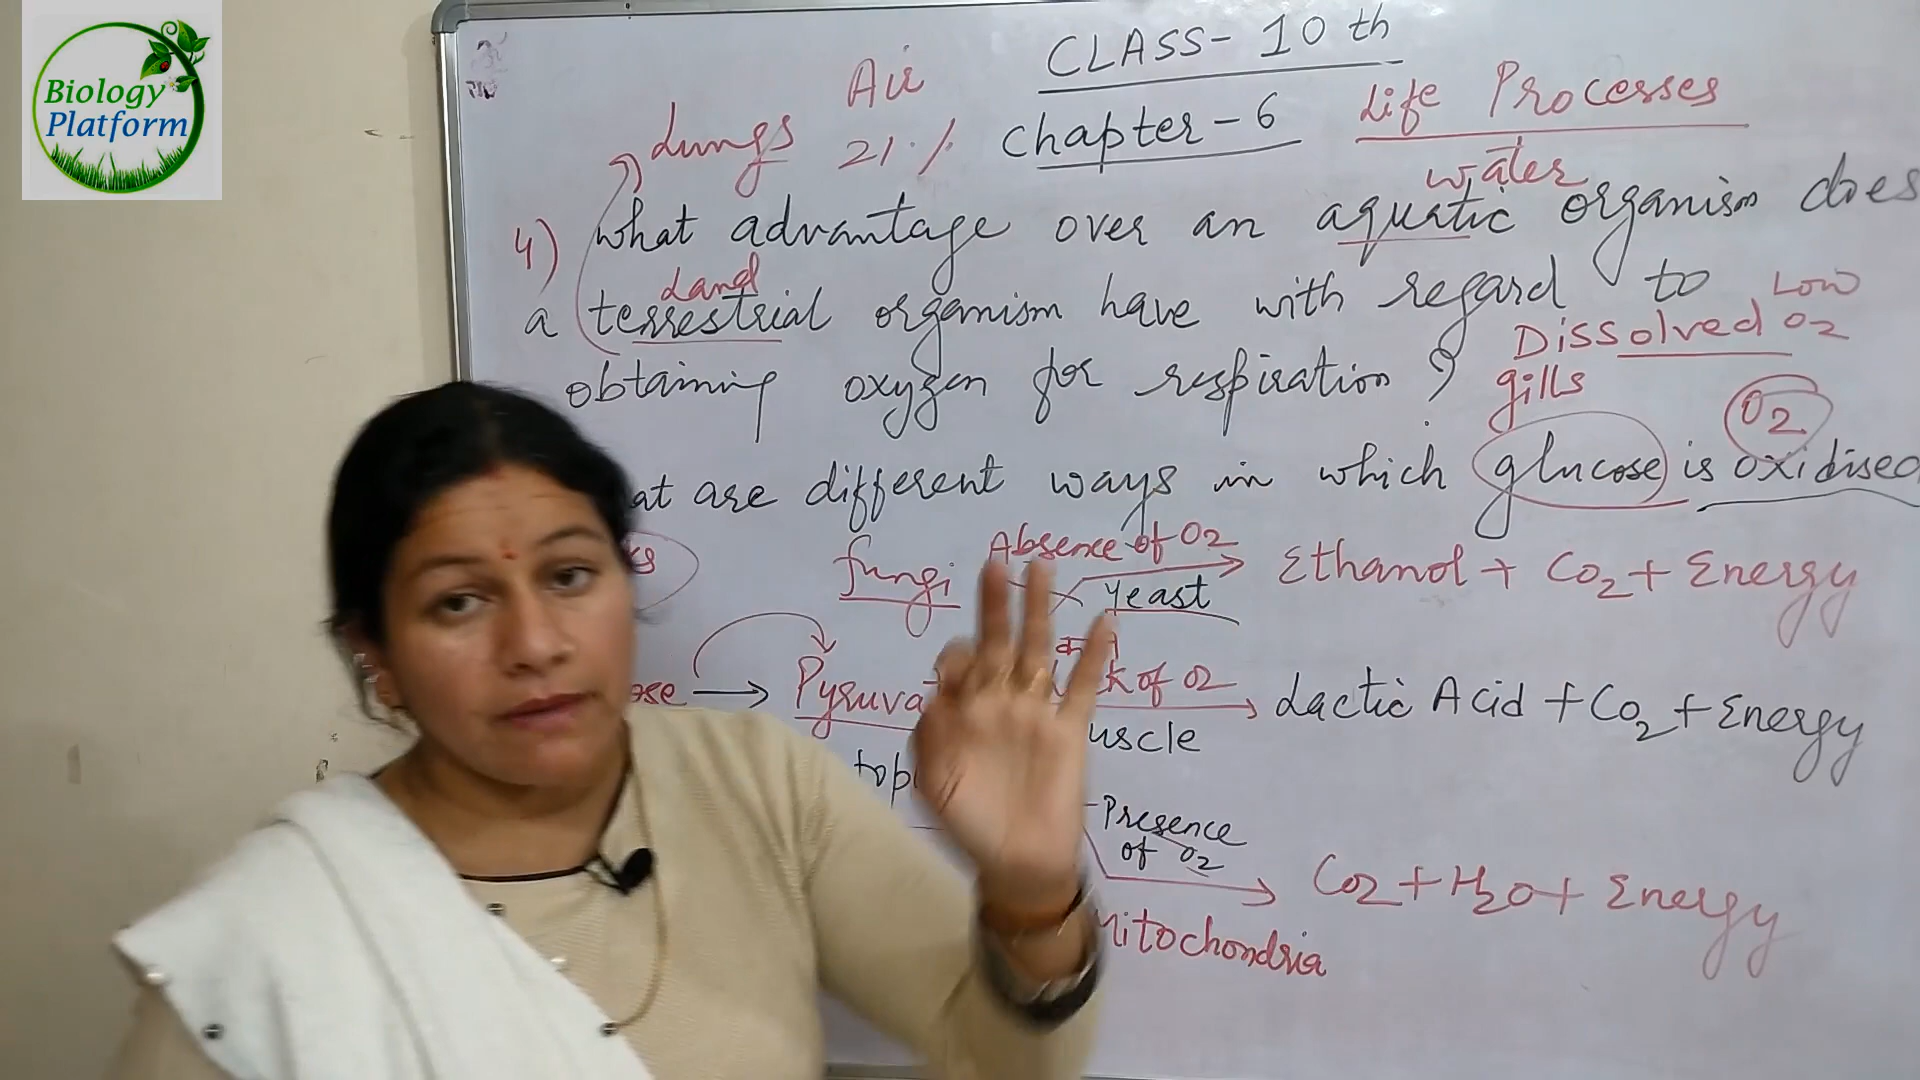 Biology
Platform
CLASS-10th
Chapter-6 Life Processes
Lungs Air
21%
water
4) What advantage over an aquatic organism does
Land
a terrestrial organism have with regard to
Low
Dissolved O2
obtaining oxygen for respiration ?
gills
O2
at are different ways in which glucose is oxidised
fungi Absence of O2 Ethanol + CO2 + Energy
Yeast
ose → Pyruva k of O2 Lactic Acid + CO2 + Energy
uscle
Presence
of O2
CO2 + H2O + Energy
Mitochondria